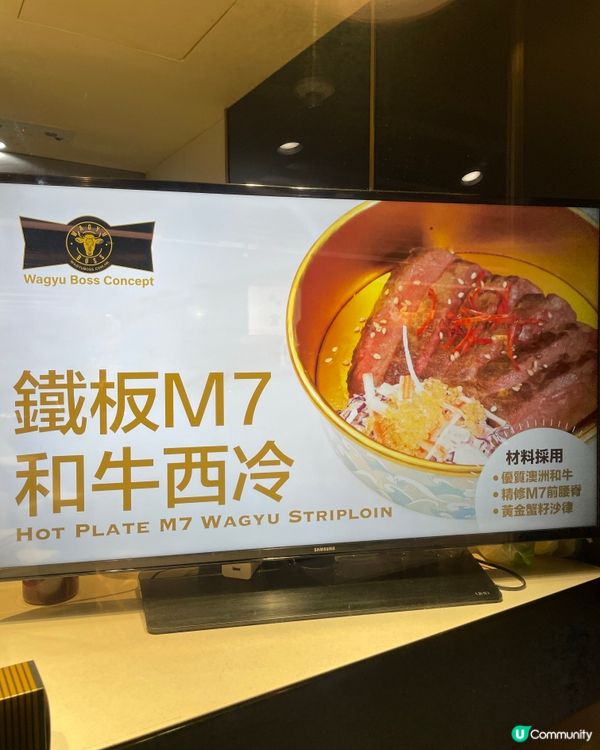 WAGYU
BOSS
Wagyu Boss Concept
鐵板M7
和牛西冷
HOT PLATE M7 WAGYU STRIPLOIN
材料採用
• 優質澳洲和牛
• 精修M7前腰脊
• 黃金蟹籽沙律
SAMSUNG
U Community